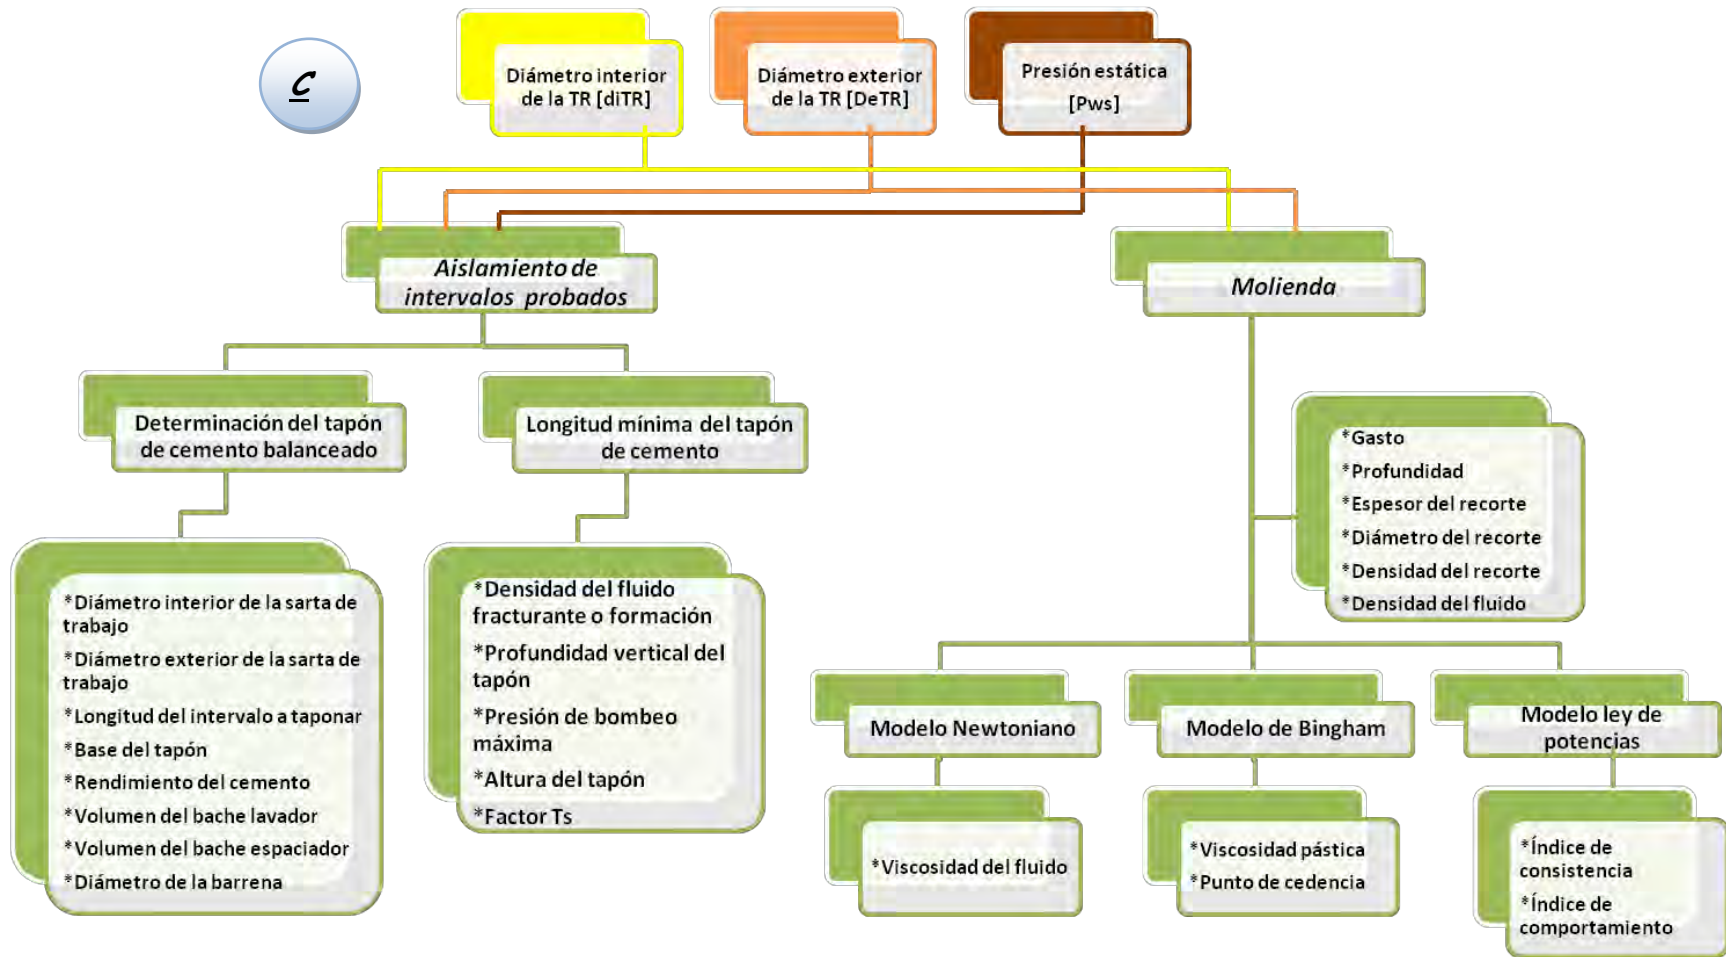 C
Diámetro interior
de la TR [diTR]
Diámetro exterior
de la TR [DeTR]
Presión estática
[Pws]
Aislamiento de
intervalos probados
Molienda
Determinación del tapón
de cemento balanceado
Longitud mínima del tapón
de cemento
*Gasto
*Profundidad
*Espesor del recorte
*Diámetro del recorte
*Densidad del recorte
*Densidad del fluido
*Diámetro interior de la sarta de
trabajo
*Diámetro exterior de la sarta de
trabajo
*Longitud del intervalo a taponar
*Base del tapón
*Rendimiento del cemento
*Volumen del bache lavador
*Volumen del bache espaciador
*Diámetro de la barrena
*Densidad del fluido
fracturante o formación
*Profundidad vertical del
tapón
*Presión de bombeo
máxima
*Altura del tapón
*Factor Ts
Modelo Newtoniano
Modelo de Bingham
Modelo ley de
potencias
*Viscosidad del fluido
*Viscosidad pástica
*Punto de cedencia
*Índice de
consistencia
*Índice de
comportamiento